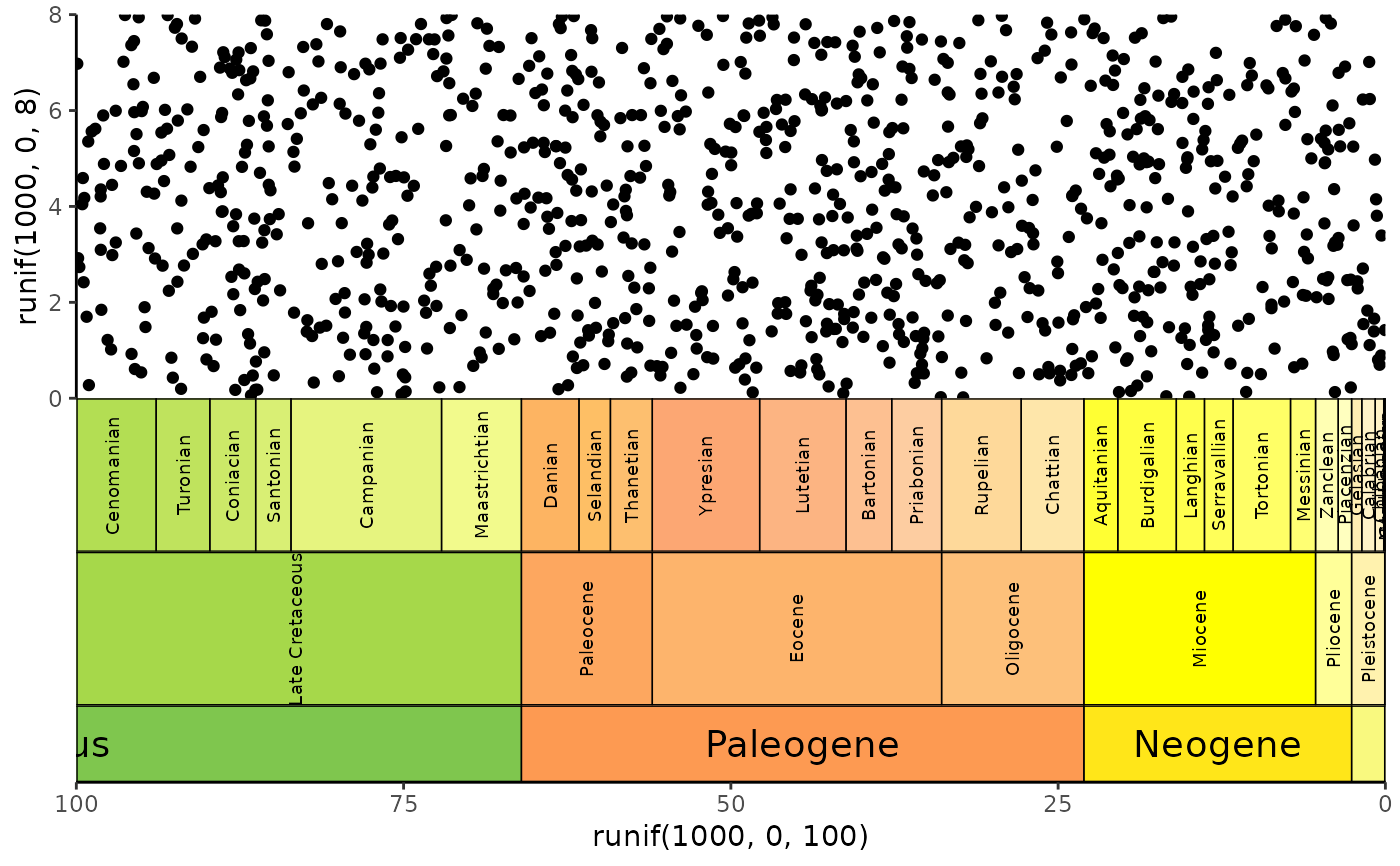 8
6
4
2
0
runif(1000, 0, 8)
Cenomanian
Turonian
Coniacian
Santonian
Campanian
Maastrichtian
Danian
Selandian
Thanetian
Ypresian
Lutetian
Bartonian
Priabonian
Rupelian
Chattian
Aquitanian
Burdigalian
Langhian
Serravallian
Tortonian
Messinian
Zanclean
Piacenzian
Gelasian
Calabrian
Late Cretaceous
Paleocene
Eocene
Oligocene
Miocene
Pliocene
Pleistocene
us
Paleogene
Neogene
100
75
50
25
0
runif(1000, 0, 100)